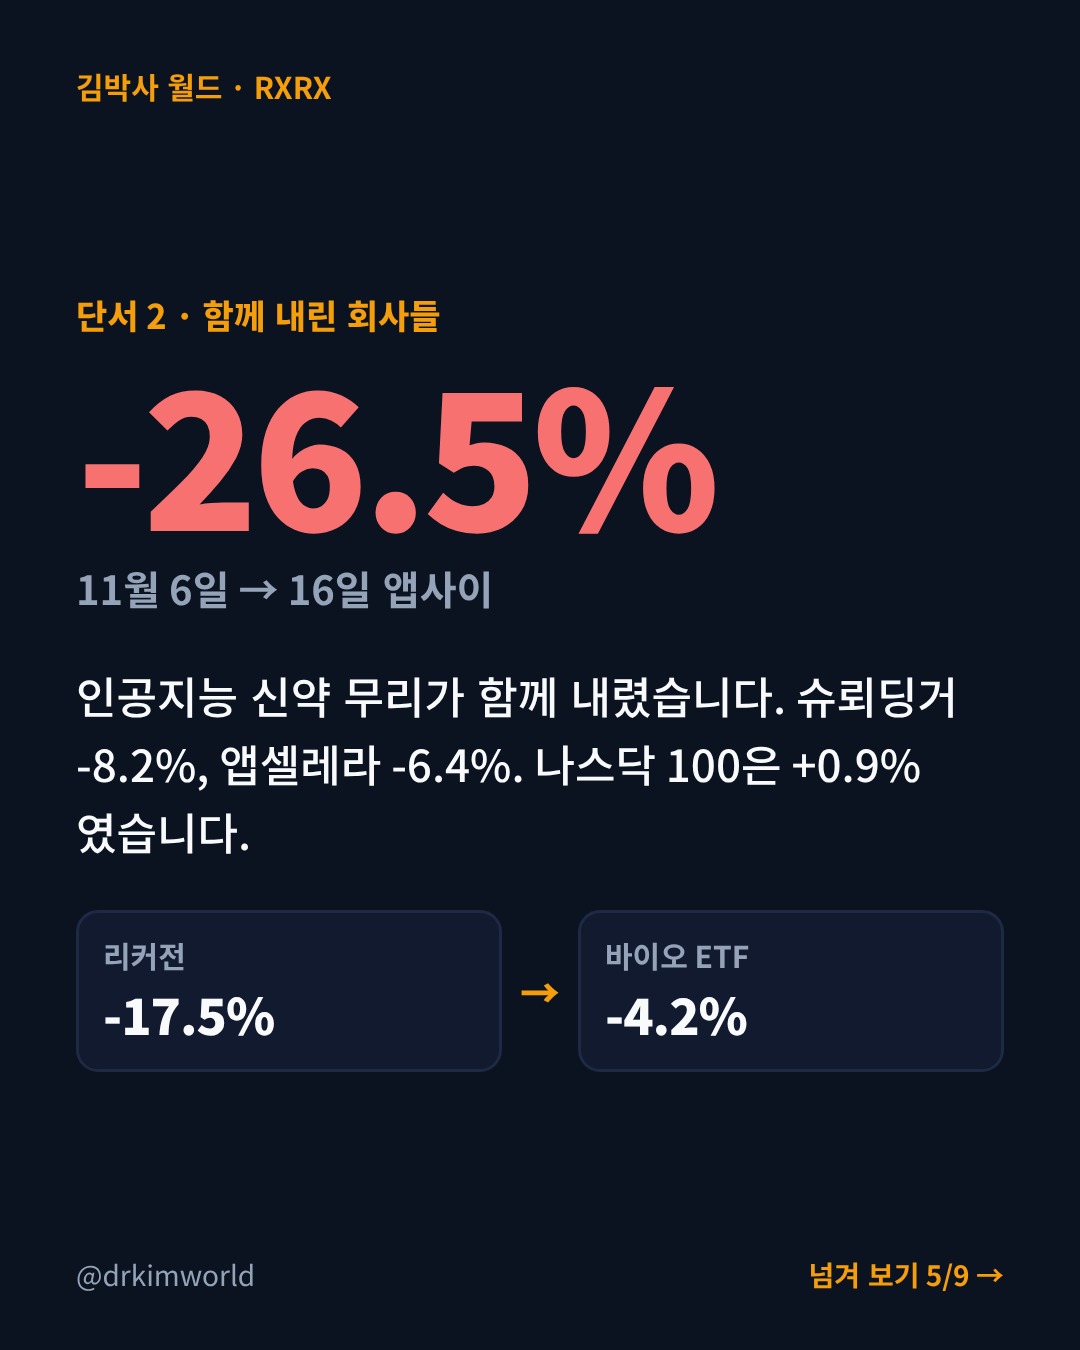 김박사 월드 · RXRX
단서 2 · 함께 내린 회사들
-26.5%
11월 6일 → 16일 앱사이
인공지능 신약 무리가 함께 내렸습니다. 슈뢰딩거
-8.2%, 앱셀레라 -6.4%. 나스닥 100은 +0.9%
였습니다.
리커전
-17.5%
→
바이오 ETF
-4.2%
@drkimworld
넘겨 보기 5/9 →